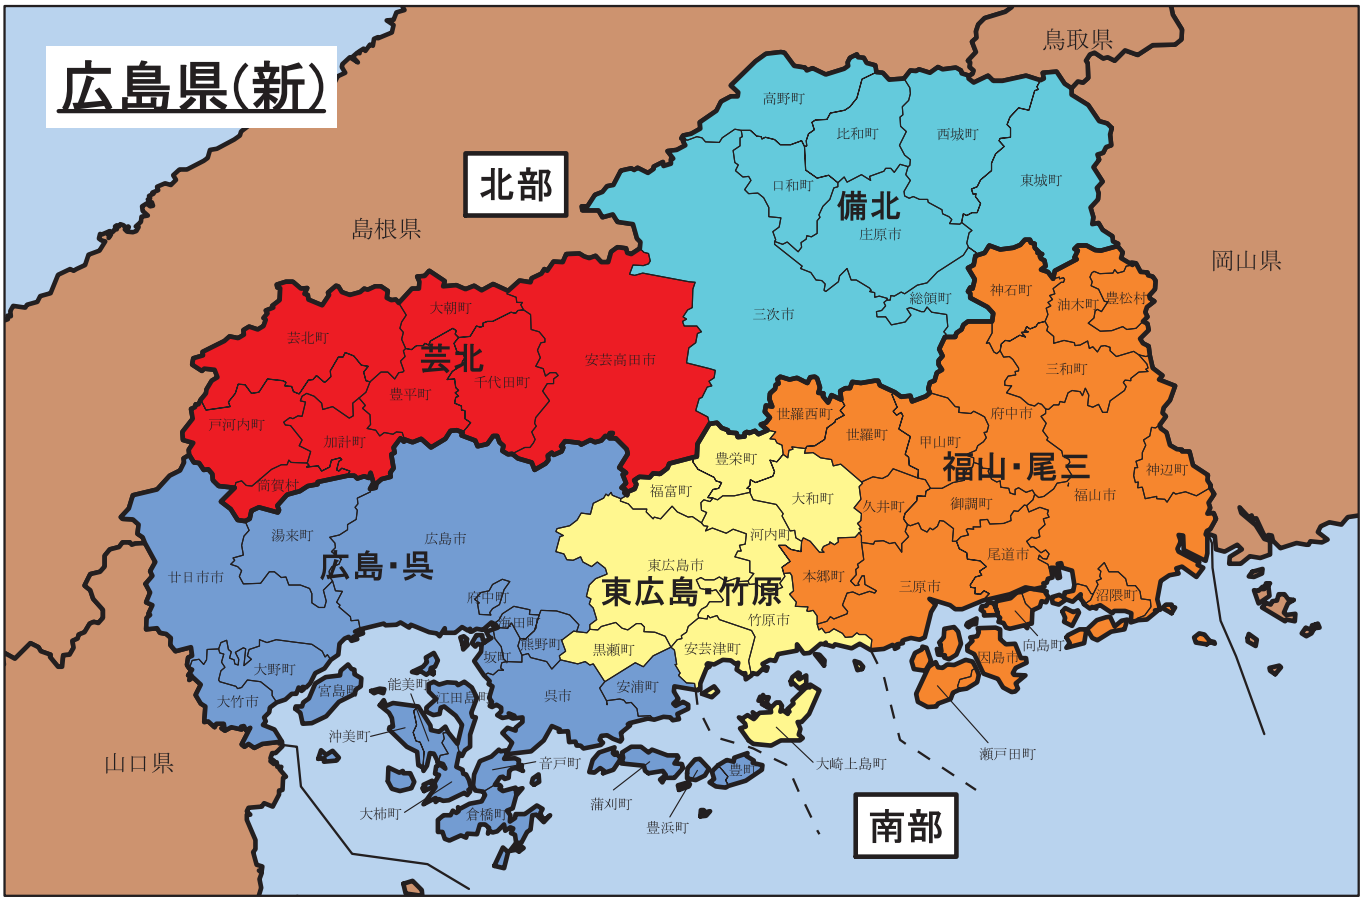 広島県(新)
鳥取県
北部
高野町
比和町
西城町
東城町
口和町
備北
庄原市
島根県
岡山県
総領町
三次市
神石町
油木町
豊松村
三和町
大朝町
芸北町
芸北
安芸高田市
千代田町
豊平町
戸河内町
加計町
筒賀村
世羅西町
世羅町
甲山町
府中市
福山・尾三
神辺町
福山市
久井町
御調町
尾道市
本郷町
三原市
沼隈町
向島町
因島市
瀬戸田町
豊栄町
福富町
大和町
河内町
東広島市
東広島・竹原
竹原市
黒瀬町
安芸津町
大崎上島町
湯来町
広島市
広島・呉
廿日市市
府中町
海田町
熊野町
坂町
大野町
大竹市
宮島町
能美町
江田島町
沖美町
呉市
安浦町
音戸町
大柿町
倉橋町
蒲刈町
豊浜町
豊町
山口県
南部